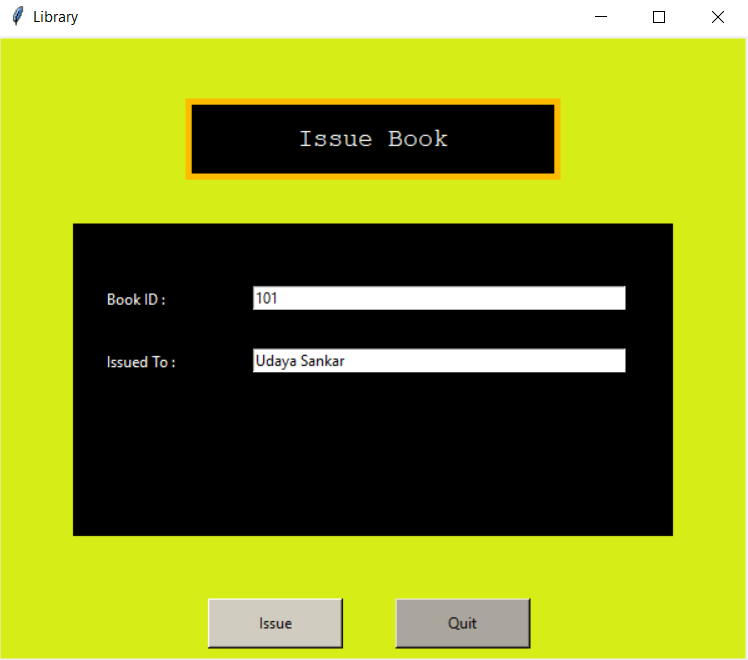 Library
Issue Book
Book ID : 101
Issued To : Udaya Sankar
Issue Quit